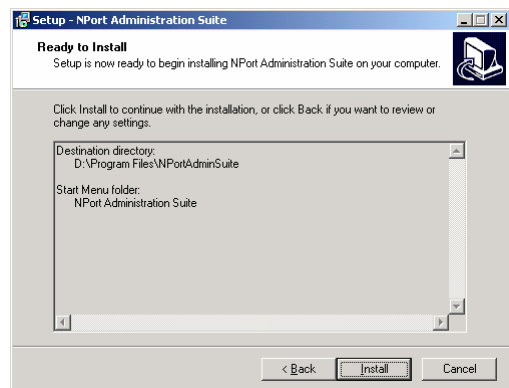 Setup - NPort Administration Suite
Ready to Install
Setup is now ready to begin installing NPort Administration Suite on your computer.
Click Install to continue with the installation, or click Back if you want to review or
change any settings.
Destination directory:
D:\Program Files\NPortAdminSuite
Start Menu folder:
NPort Administration Suite
< Back
Install
Cancel